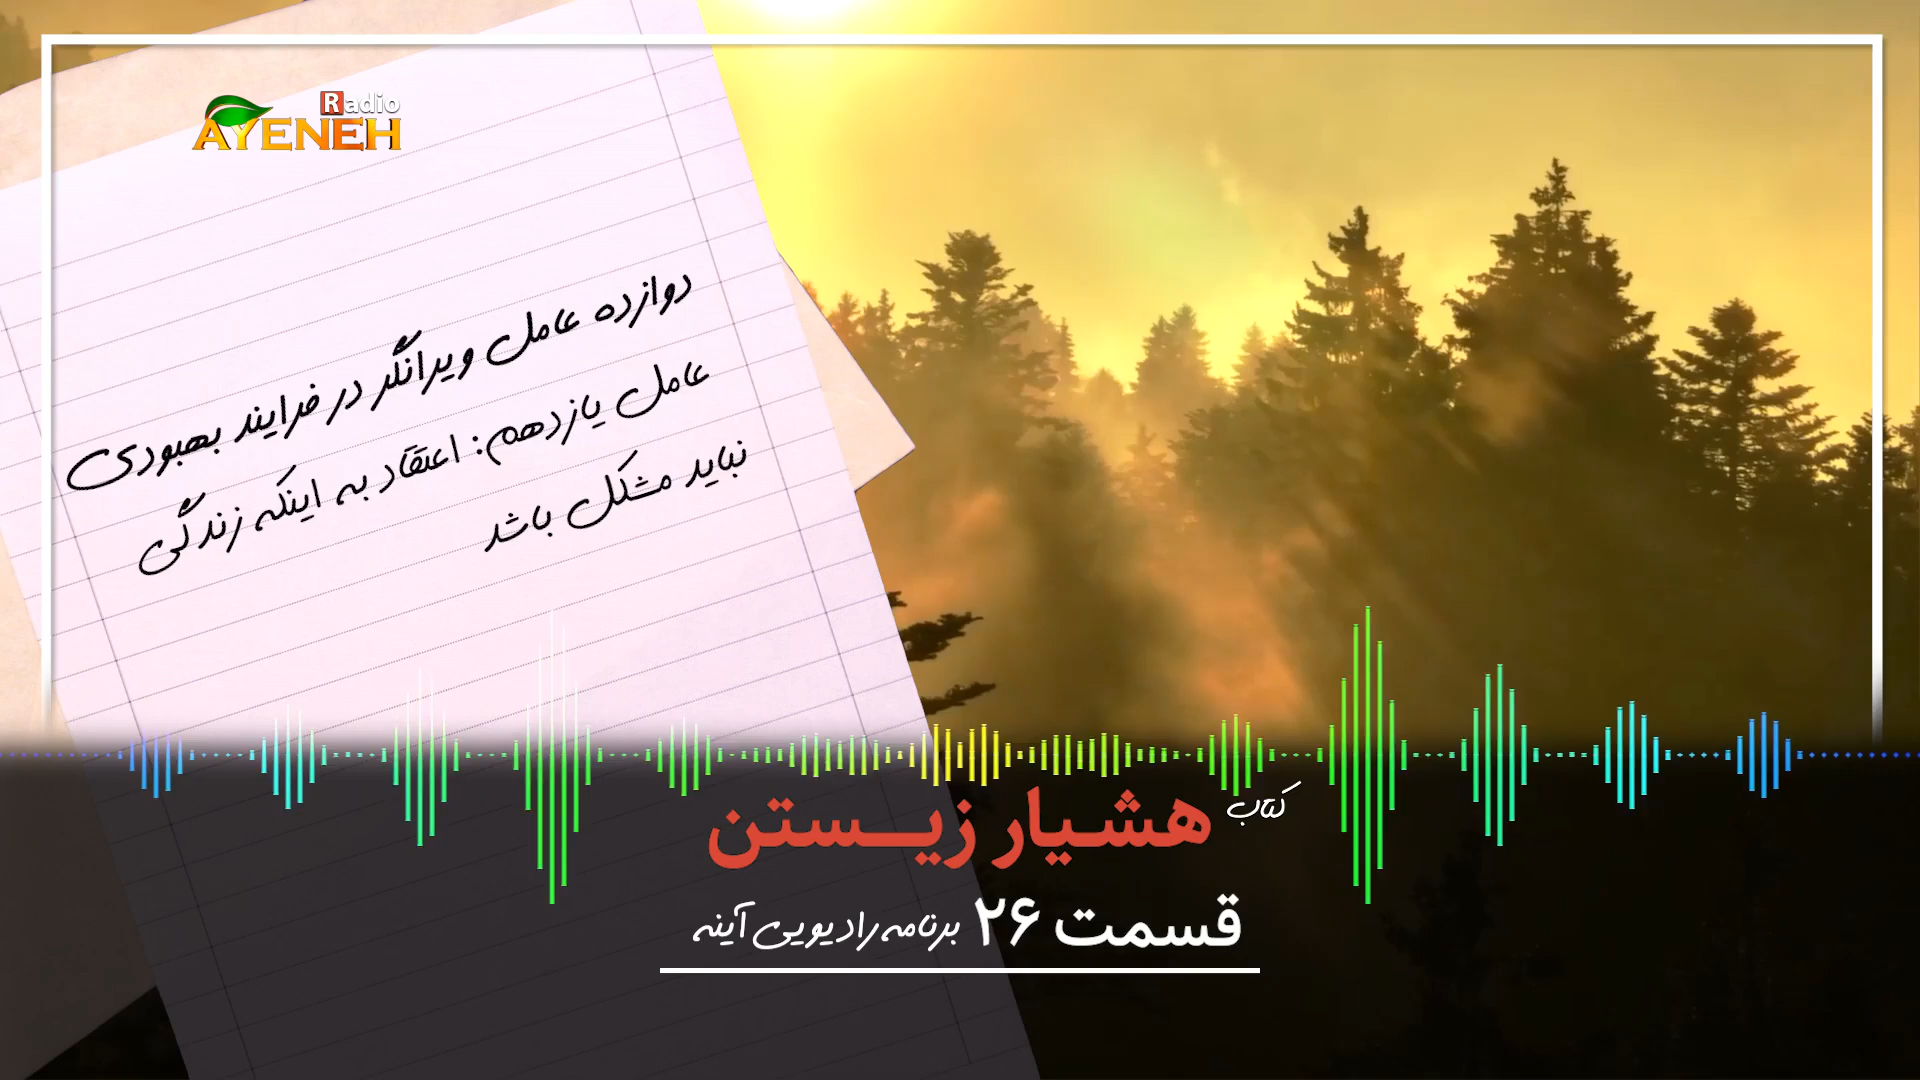 Radio
AYENEH
دوازده عامل ویرانگر در فرایند بهبودی
عامل یازدهم: اعتقاد به اینکه زندگی
نباید مشکل باشد
کتاب هشیار زیستن
قسمت ۲۶ برنامه رادیویی آینه